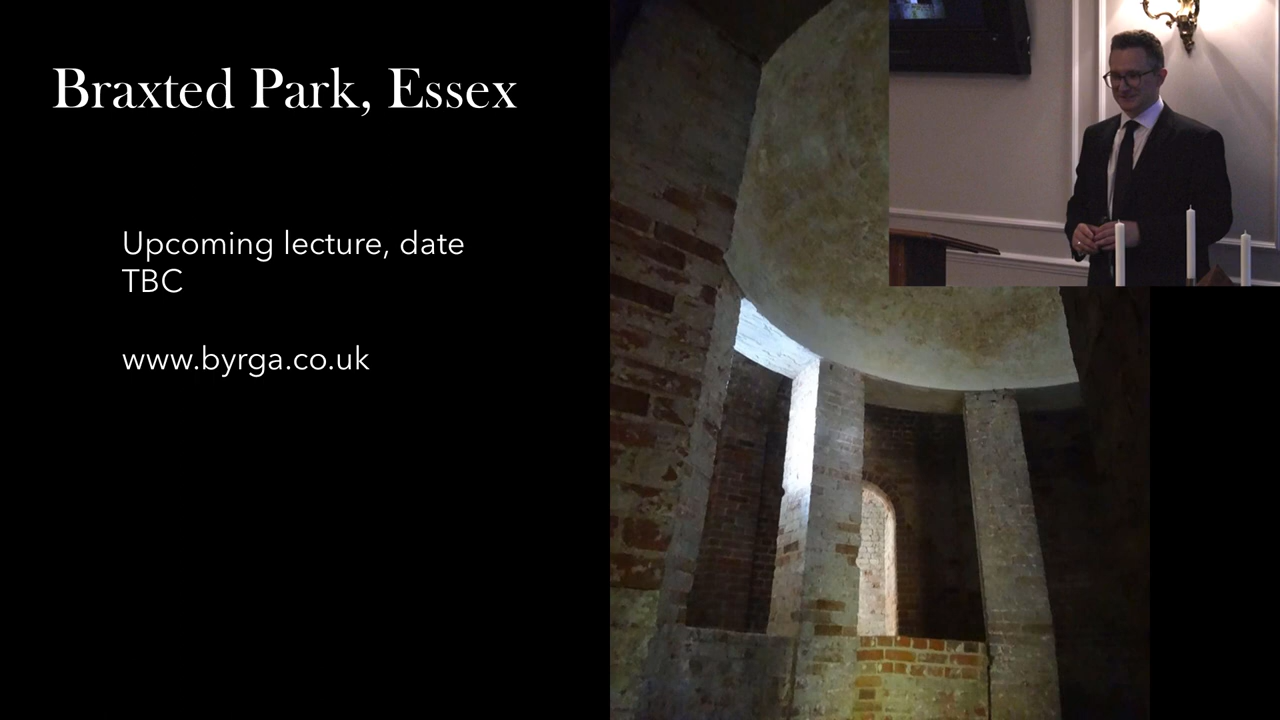 Braxted Park, Essex
Upcoming lecture, date
TBC
www.byrga.co.uk